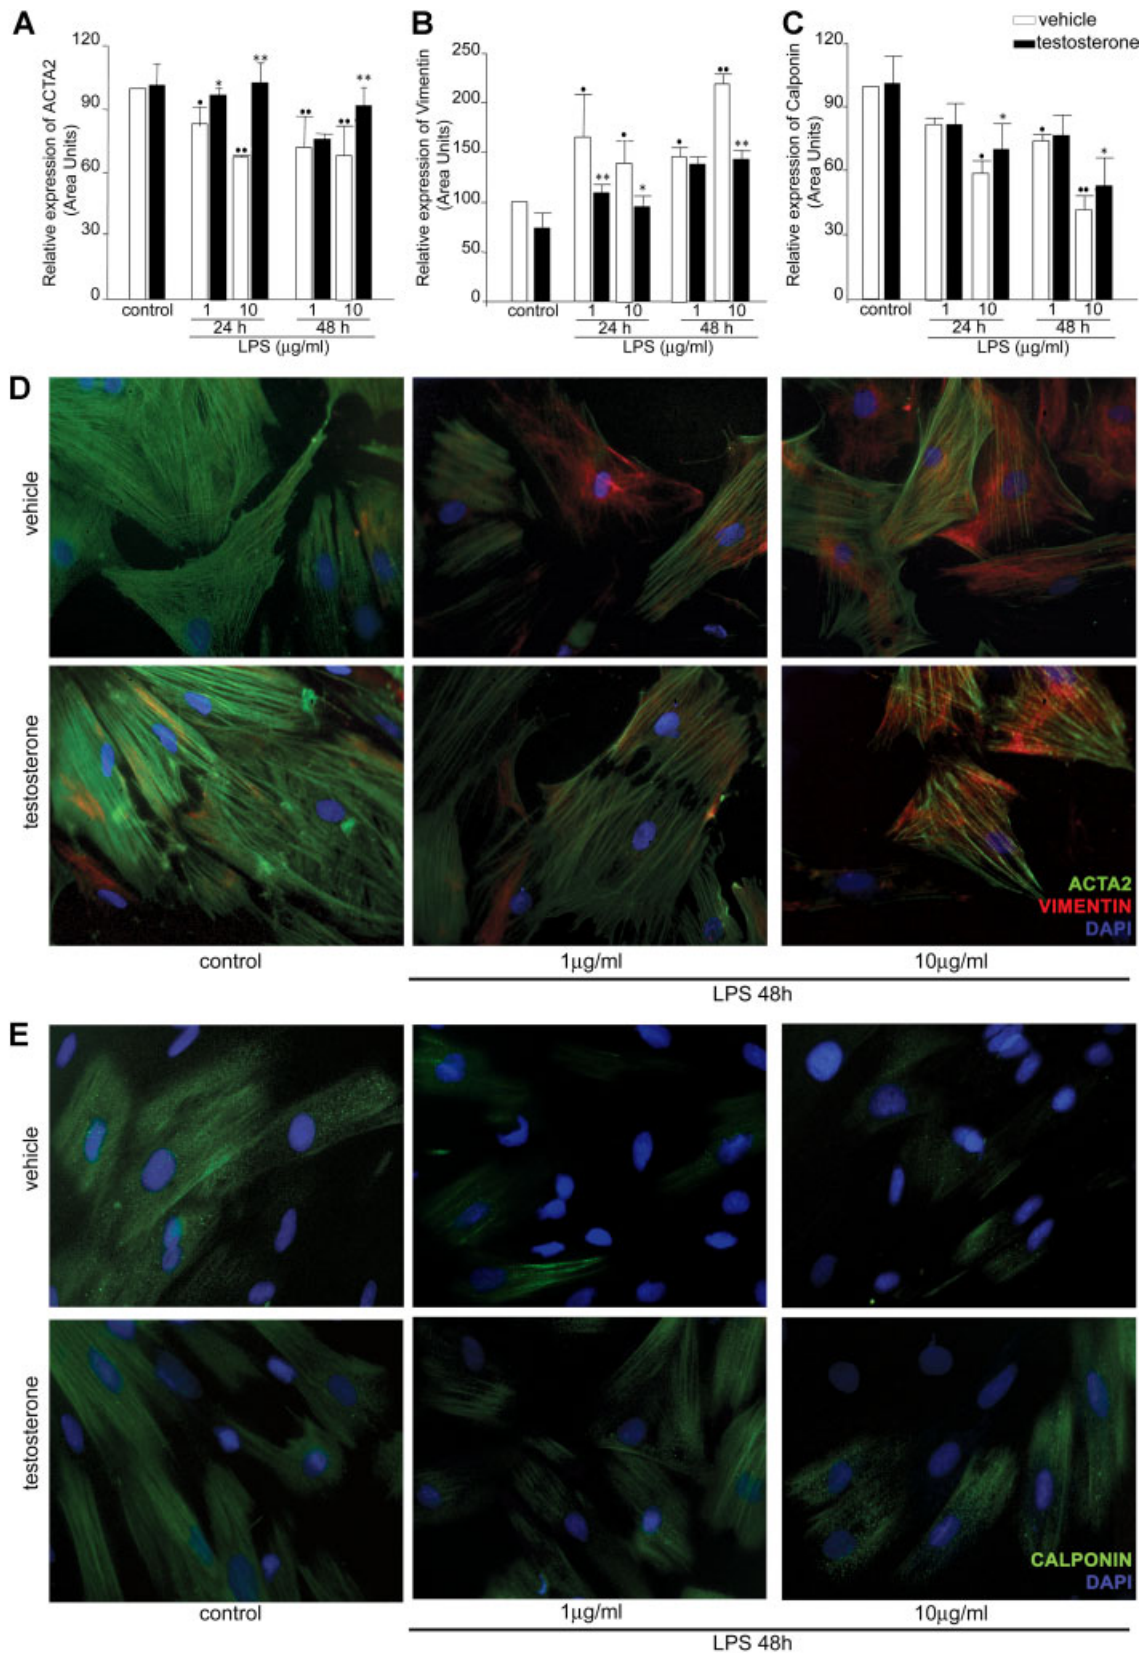 A
B
C
vehicle
testosterone
Relative expression of ACTA2
(Area Units)
120
90
60
30
0
control
1
10
1
10
24 h
48 h
LPS (μg/ml)
Relative expression of Vimentin
(Area Units)
250
200
150
100
50
0
control
1
10
1
10
24 h
48 h
LPS (μg/ml)
Relative expression of Calponin
(Area Units)
120
90
60
30
0
control
1
10
1
10
24 h
48 h
LPS (μg/ml)
D
vehicle
testosterone
ACTA2
VIMENTIN
DAPI
control
1μg/ml
10μg/ml
LPS 48h
E
vehicle
testosterone
CALPONIN
DAPI
control
1μg/ml
10μg/ml
LPS 48h